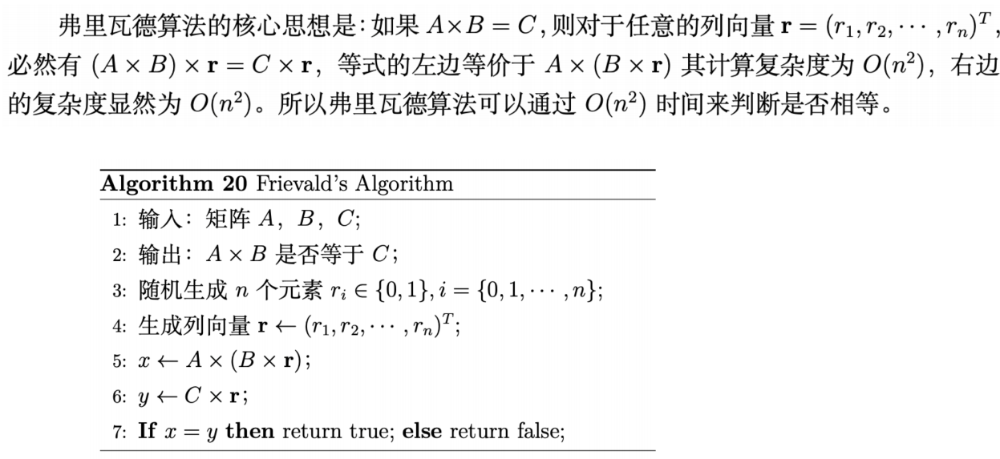 弗里瓦德算法的核心思想是：如果 A×B = C，则对于任意的列向量 r = (r₁, r₂, ⋯ , rₙ)ᵀ，
必然有 (A × B) × r = C × r，等式的左边等价于 A × (B × r) 其计算复杂度为 O(n²)，右边
的复杂度显然为 O(n²)。所以弗里瓦德算法可以通过 O(n²) 时间来判断是否相等。
Algorithm 20 Frievald's Algorithm
1: 输入：矩阵 A，B，C;
2: 输出：A × B 是否等于 C;
3: 随机生成 n 个元素 rᵢ ∈ {0, 1}, i = {0, 1, ⋯ , n};
4: 生成列向量 r ← (r₁, r₂, ⋯ , rₙ)ᵀ;
5: x ← A × (B × r);
6: y ← C × r;
7: If x = y then return true; else return false;